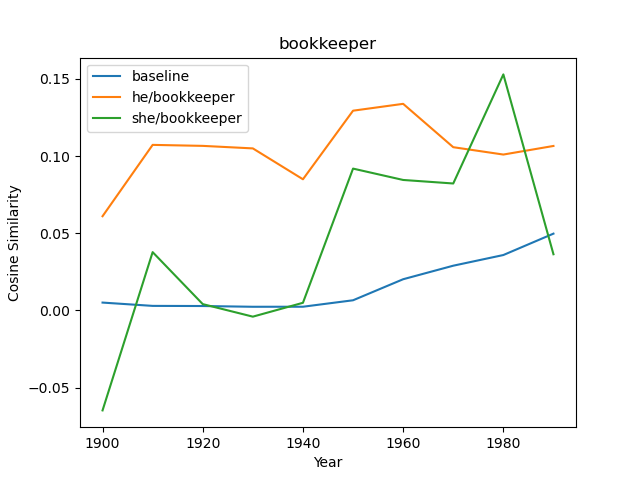 bookkeeper
baseline
he/bookkeeper
she/bookkeeper
0.15
0.10
0.05
0.00
−0.05
Cosine Similarity
1900 1920 1940 1960 1980
Year